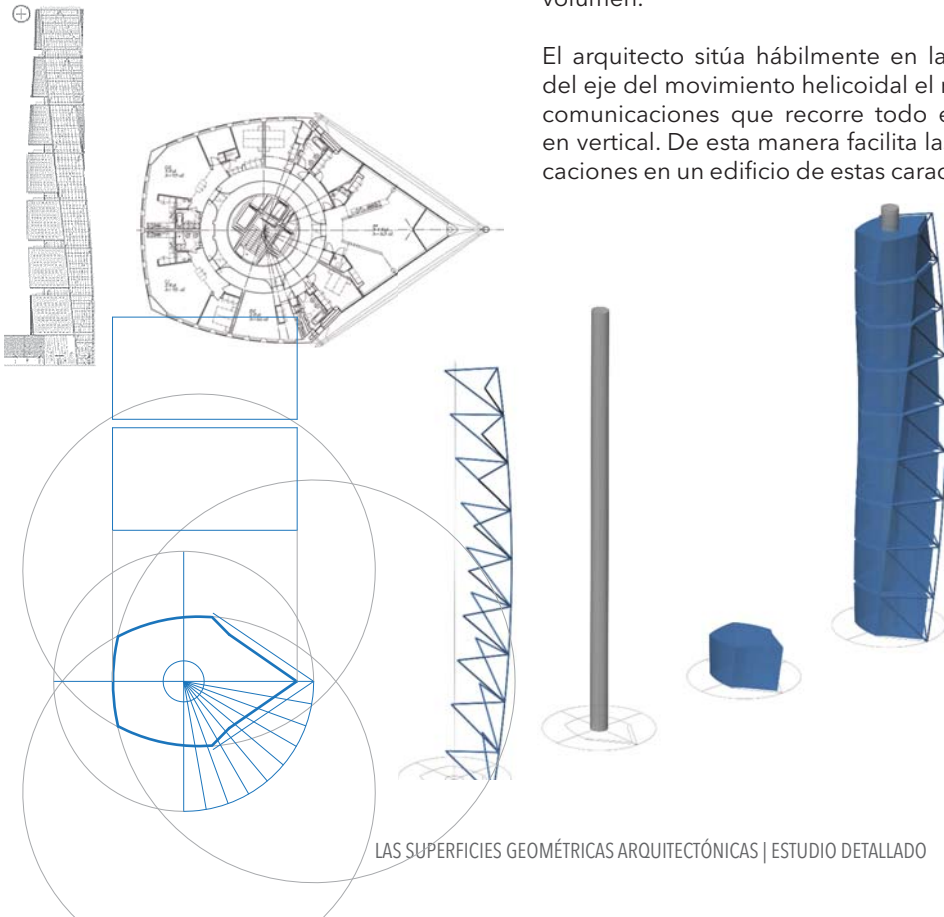 volumen.
El arquitecto sitúa hábilmente en la
del eje del movimiento helicoidal el
comunicaciones que recorre todo
en vertical. De esta manera facilita la
caciones en un edificio de estas
LAS SUPERFICIES GEOMÉTRICAS ARQUITECTÓNICAS | ESTUDIO DETALLADO